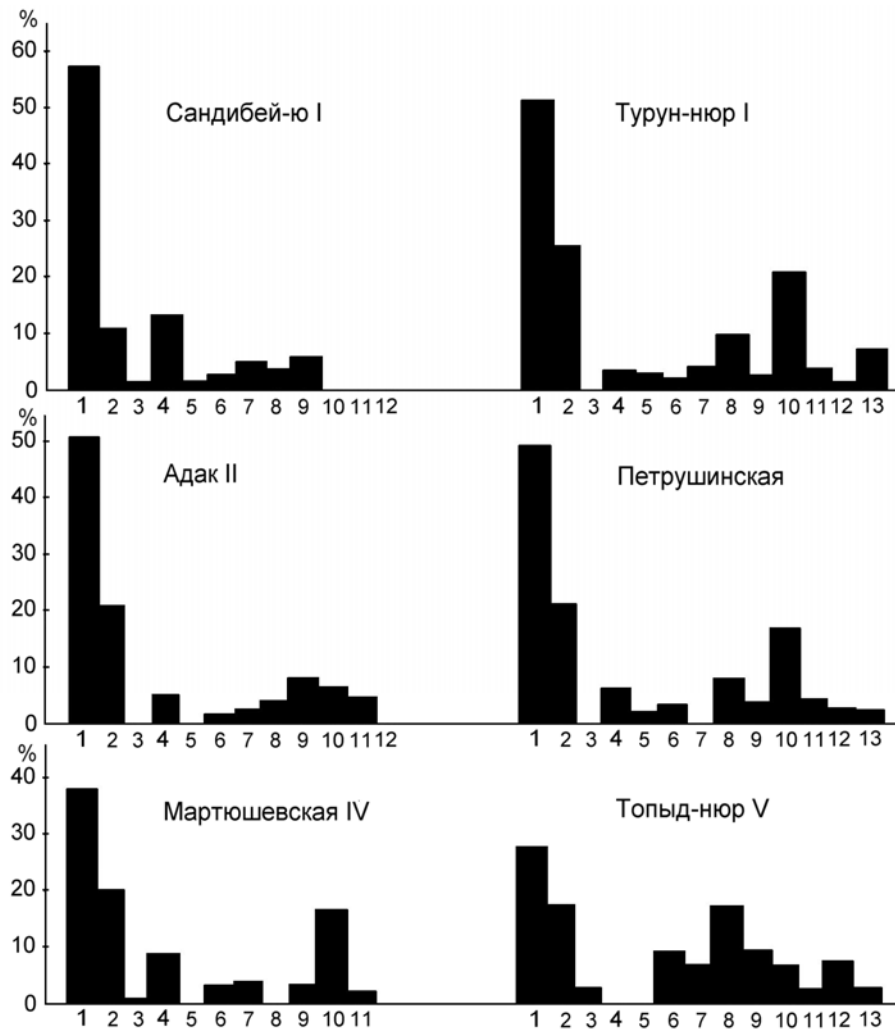 %
60
50
40
30
20
10
0
Сандибей-ю I
1 2 3 4 5 6 7 8 9 10 11 12
Турун-нюр I
1 2 3 4 5 6 7 8 9 10 11 12 13
%
50
40
30
20
10
0
Адак II
1 2 3 4 5 6 7 8 9 10 11 12
Петрушинская
1 2 3 4 5 6 7 8 9 10 11 12 13
%
40
30
20
10
0
Мартюшевская IV
1 2 3 4 5 6 7 8 9 10 11
Топыд-нюр V
1 2 3 4 5 6 7 8 9 10 11 12 13